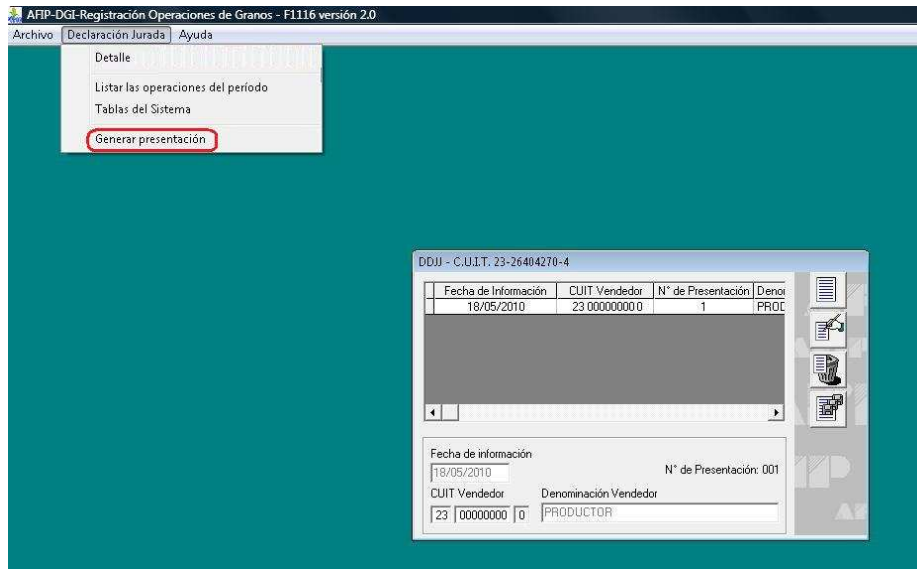 AFIP-DGI-Registración Operaciones de Granos - F1116 versión 2.0
Archivo Declaración Jurada Ayuda
Detalle
Listar las operaciones del período
Tablas del Sistema
Generar presentación
DDJJ - C.U.I.T. 23-26404270-4
Fecha de Información CUIT Vendedor N° de Presentación Denoi
18/05/2010 23 00000000 0 1 PROD
Fecha de información
18/05/2010 N° de Presentación: 001
CUIT Vendedor Denominación Vendedor
23 00000000 0 PRODUCTOR